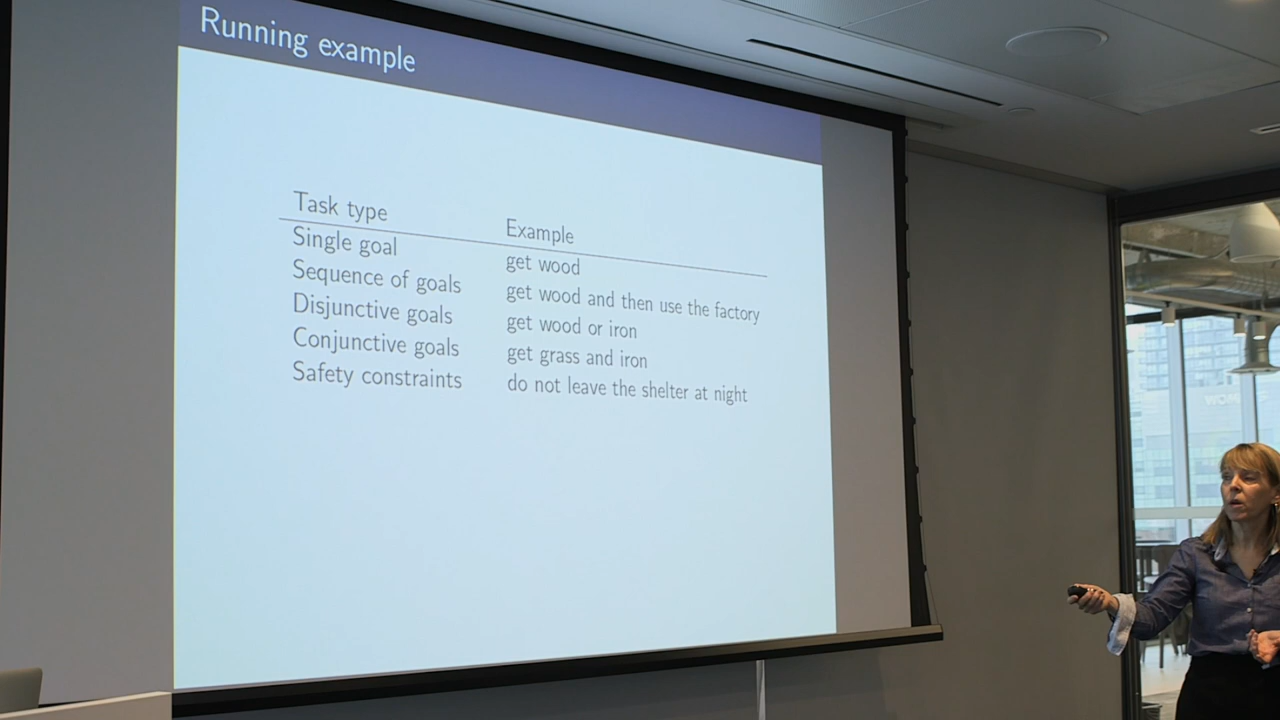 Running example
Task type Example
Single goal get wood
Sequence of goals get wood and then use the factory
Disjunctive goals get wood or iron
Conjunctive goals get grass and iron
Safety constraints do not leave the shelter at night